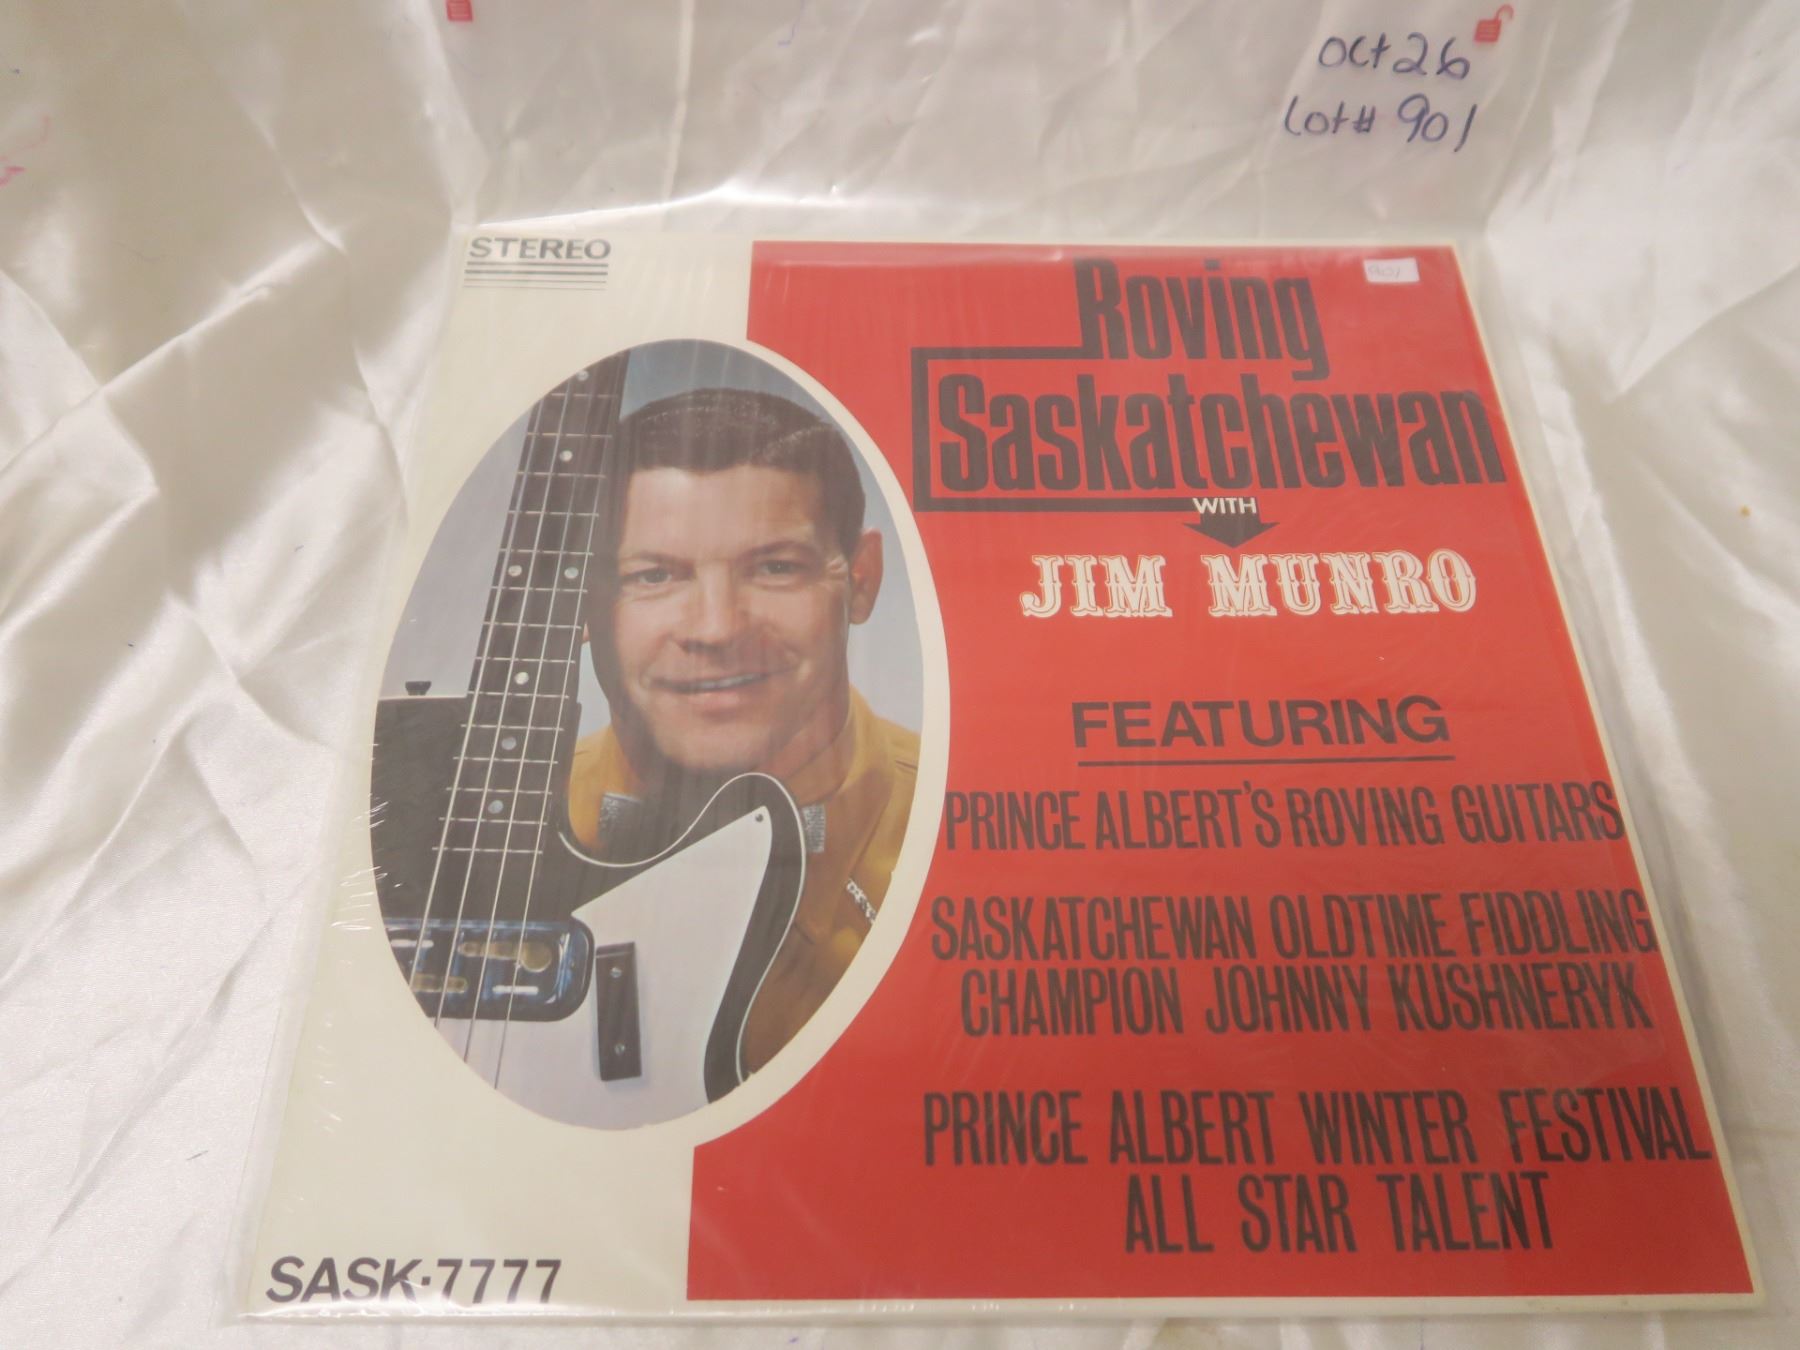 oct 26
Lot# 901
STEREO
901
Roving
Saskatchewan
WITH
JIM MUNRO
FEATURING
PRINCE ALBERT'S ROVING GUITARS
SASKATCHEWAN OLDTIME FIDDLING
CHAMPION JOHNNY KUSHNERYK
PRINCE ALBERT WINTER FESTIVAL
ALL STAR TALENT
SASK·7777